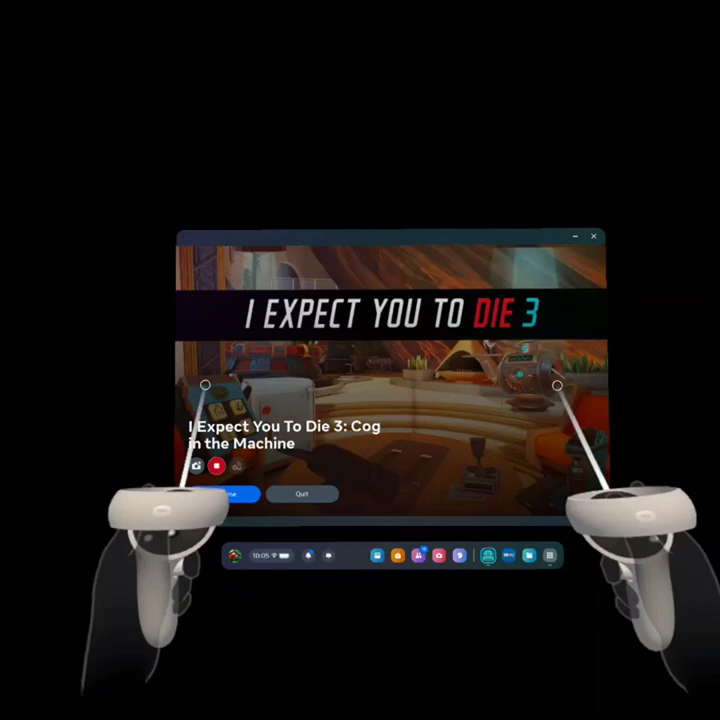 I EXPECT YOU TO DIE 3
I Expect You To Die 3: Cog
in the Machine
Quit
10:05